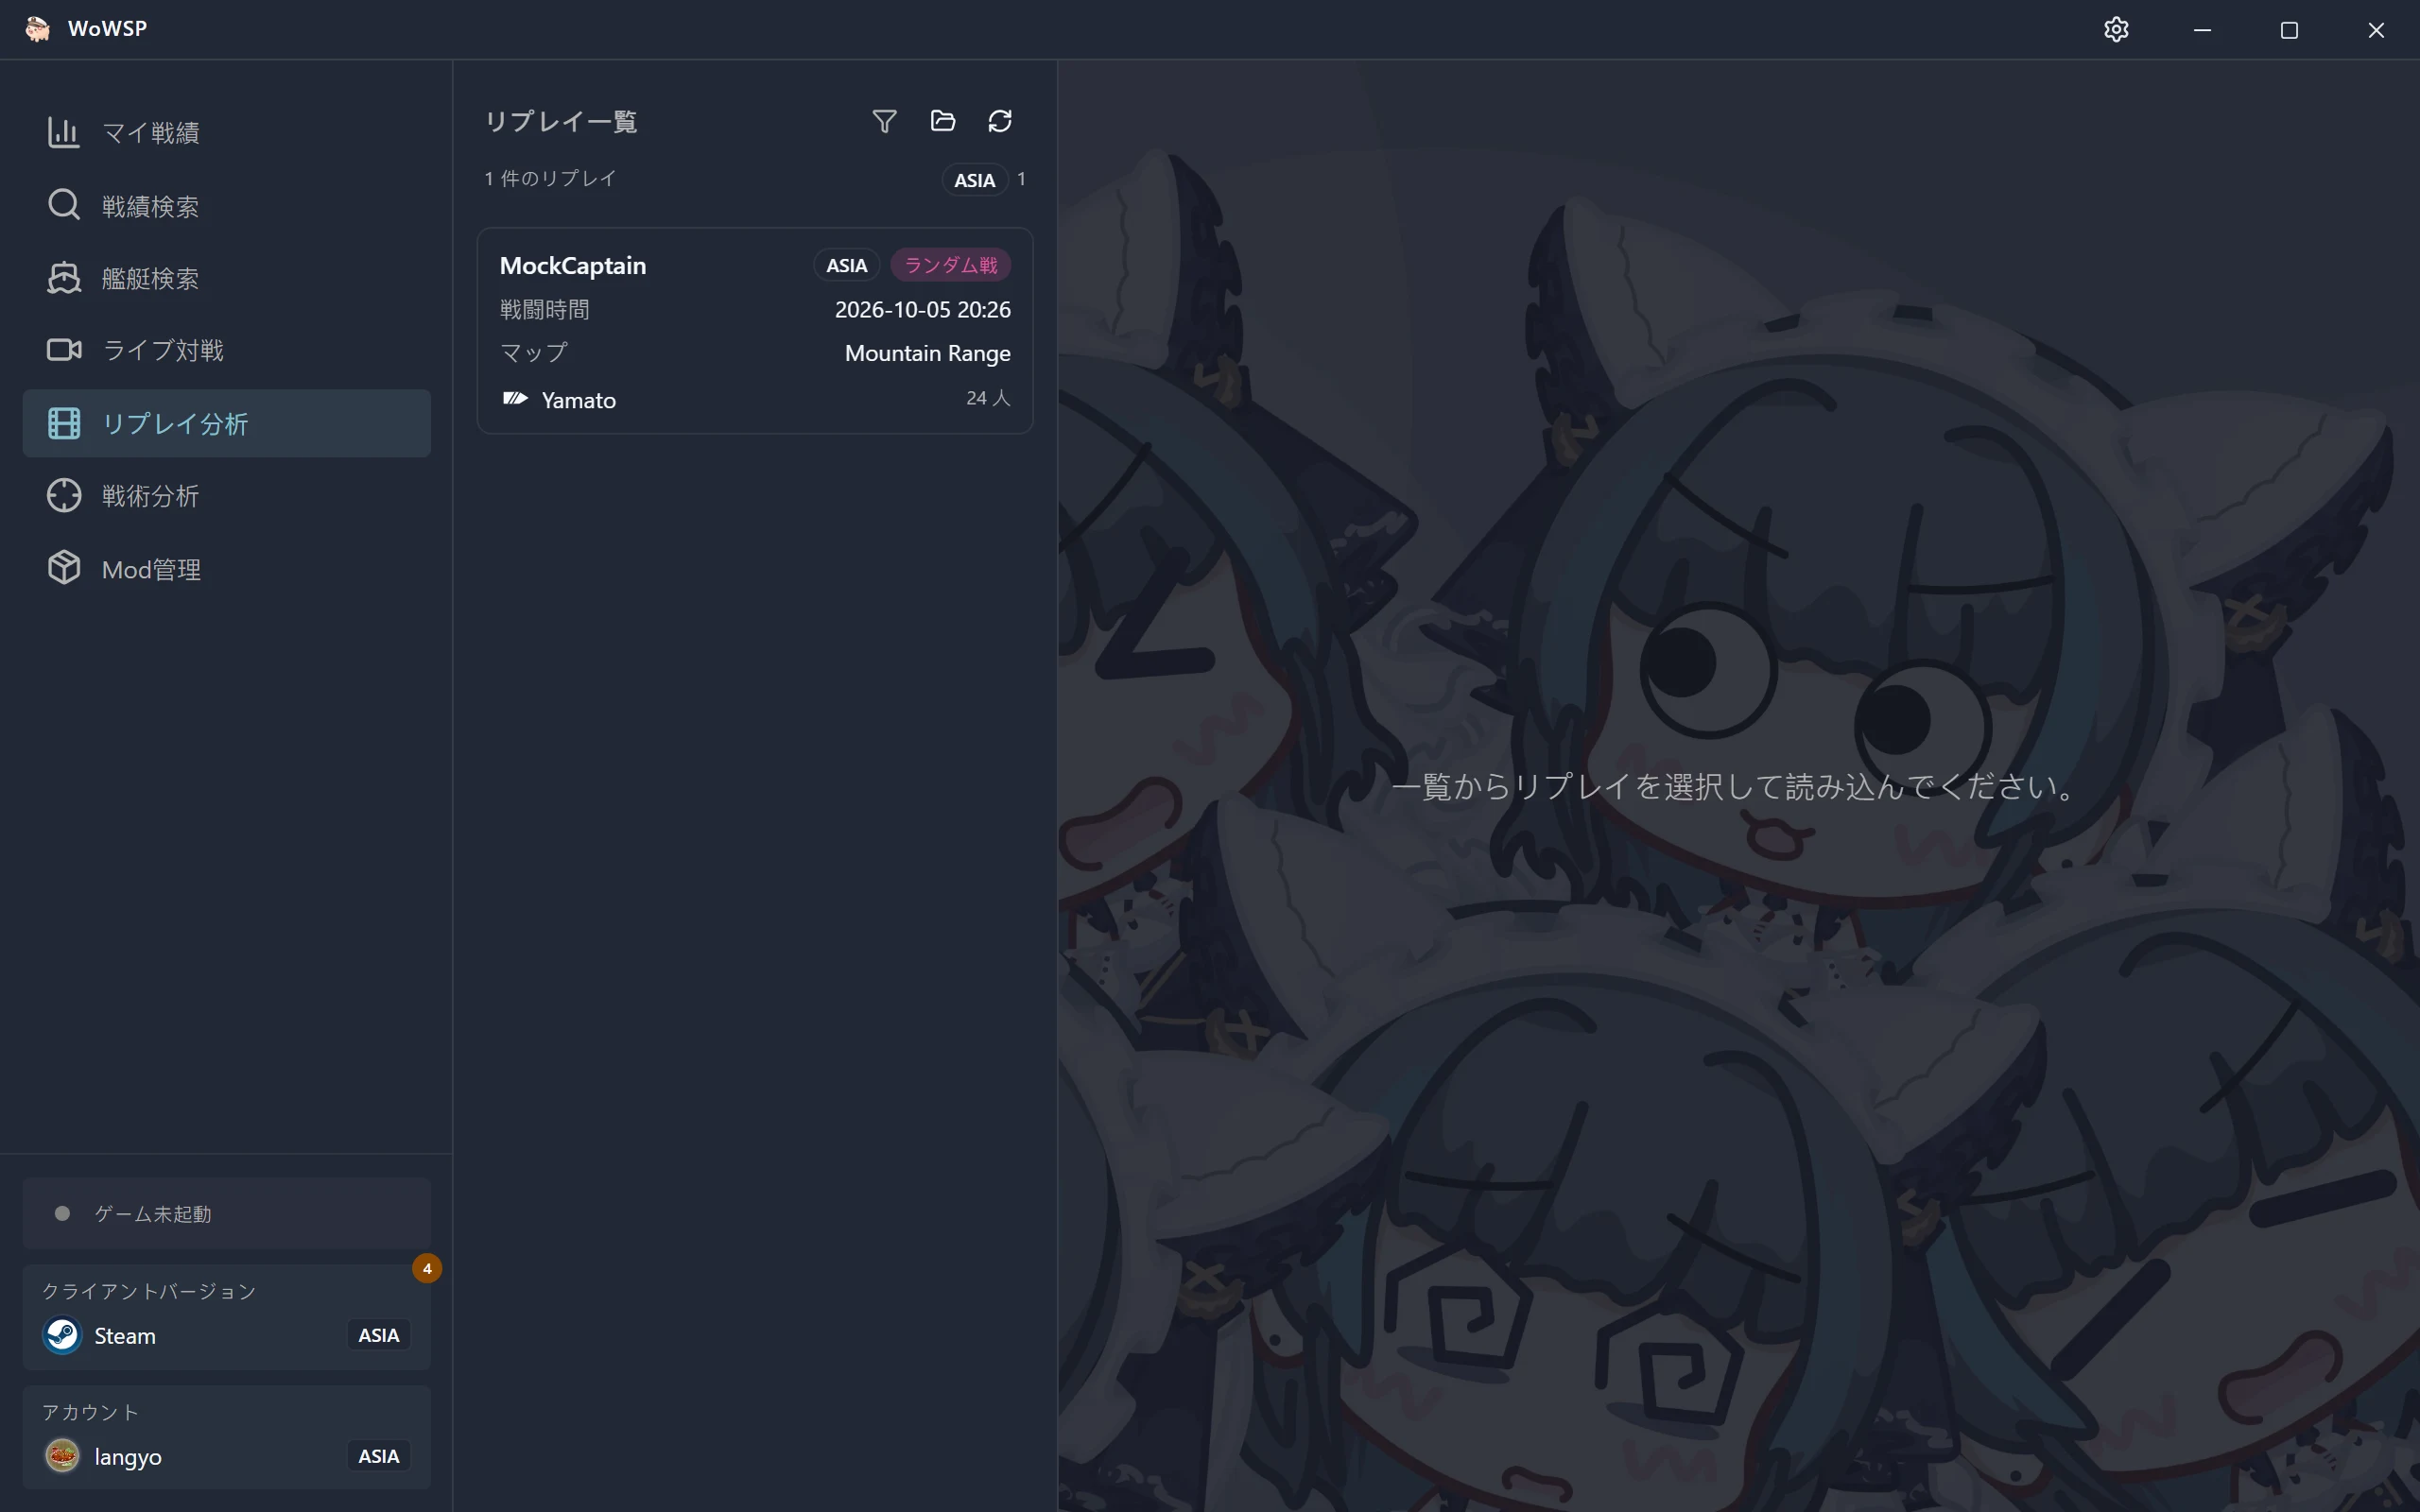 WoWSP
マイ戦績
戦績検索
艦艇検索
ライブ対戦
リプレイ分析
戦術分析
Mod管理
ゲーム未起動
4
クライアントバージョン
Steam ASIA
アカウント
langyo ASIA
リプレイ一覧
1 件のリプレイ ASIA 1
MockCaptain ASIA ランダム戦
戦闘時間 2026-10-05 20:26
マップ Mountain Range
Yamato 24 人
一覧からリプレイを選択して読み込んでください。